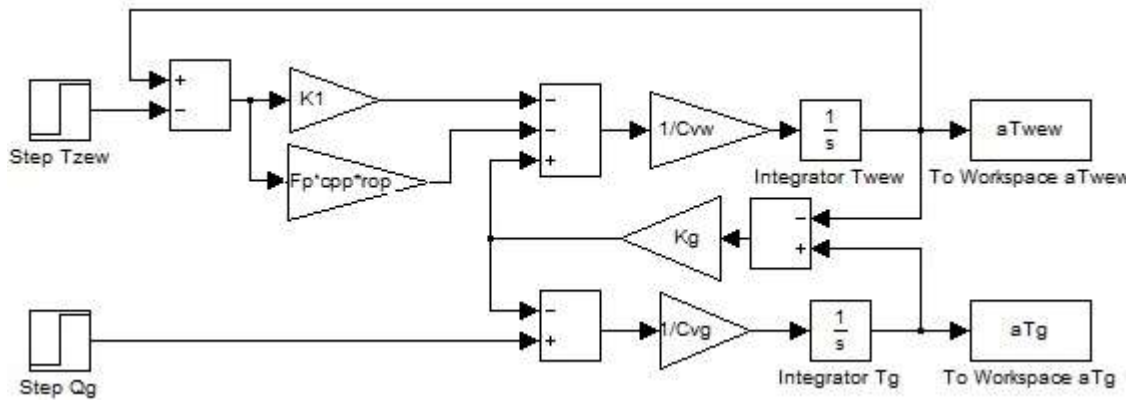 +
−
Step Tzew
K1
Fp*cpp*rop
−
−
+
1/Cvw
1
s
Integrator Twew
aTwew
To Workspace aTwew
Kg
−
+
Step Qg
−
+
1/Cvg
1
s
Integrator Tg
aTg
To Workspace aTg